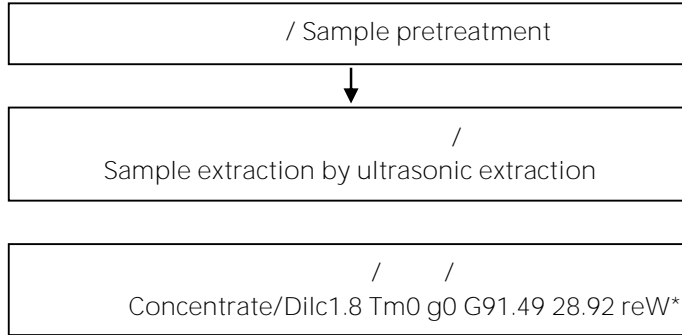 / Sample pretreatment
/
Sample extraction by ultrasonic extraction
/ /
Concentrate/Dilc1.8 Tm0 g0 G91.49 28.92 reW*